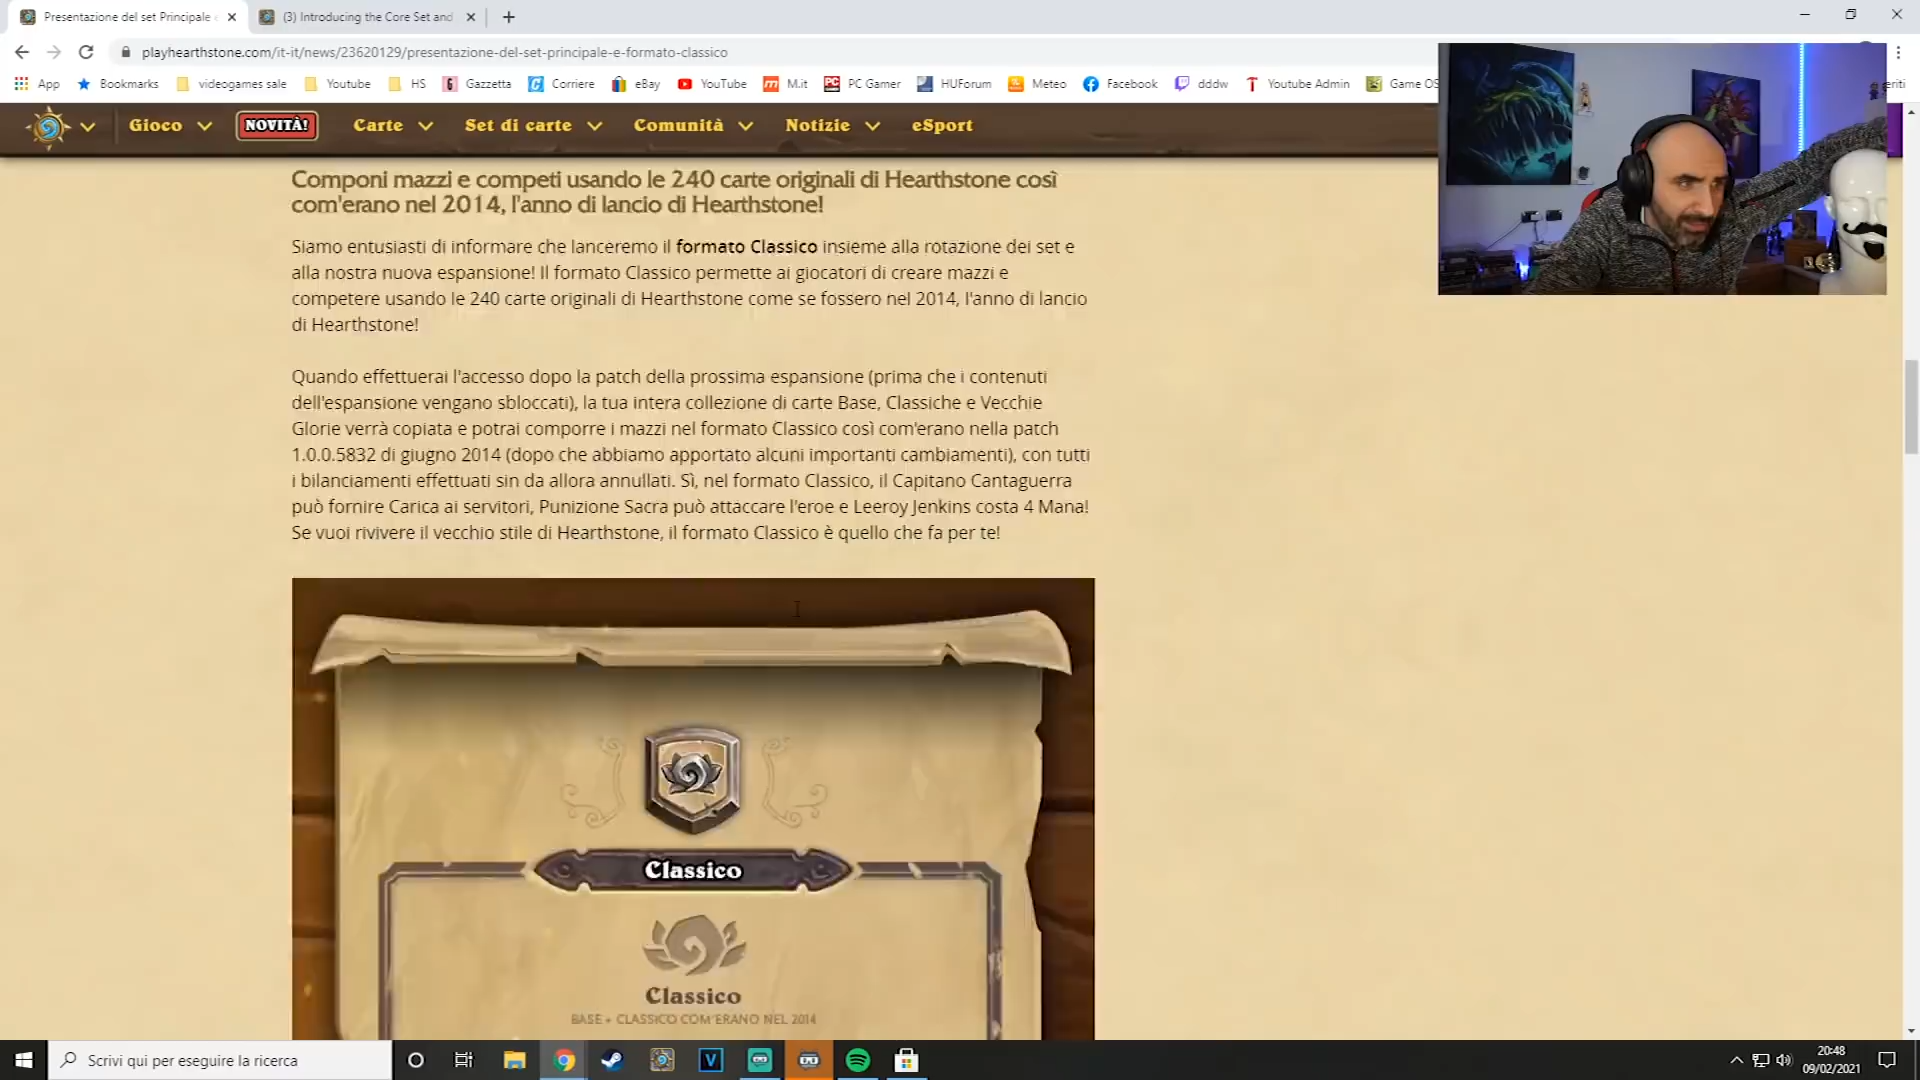 Presentazione del set Principale e
(3) Introducing the Core Set and
playhearthstone.com/it-it/news/23620129/presentazione-del-set-principale-e-formato-classico
App
Bookmarks
videogames sale
Youtube
HS
Gazzetta
Corriere
eBay
YouTube
M.it
PC Gamer
HUForum
Meteo
Facebook
dddw
Youtube Admin
Game OS
Gioco
NOVITÀ!
Carte
Set di carte
Comunità
Notizie
eSport
Componi mazzi e competi usando le 240 carte originali di Hearthstone così
com'erano nel 2014, l'anno di lancio di Hearthstone!
Siamo entusiasti di informare che lanceremo il formato Classico insieme alla rotazione dei set e
alla nostra nuova espansione! Il formato Classico permette ai giocatori di creare mazzi e
competere usando le 240 carte originali di Hearthstone come se fossero nel 2014, l'anno di lancio
di Hearthstone!
Quando effettuerai l'accesso dopo la patch della prossima espansione (prima che i contenuti
dell'espansione vengano sbloccati), la tua intera collezione di carte Base, Classiche e Vecchie
Glorie verrà copiata e potrai comporre i mazzi nel formato Classico così com'erano nella patch
1.0.0.5832 di giugno 2014 (dopo che abbiamo apportato alcuni importanti cambiamenti), con tutti
i bilanciamenti effettuati sin da allora annullati. Sì, nel formato Classico, il Capitano Cantaguerra
può fornire Carica ai servitori, Punizione Sacra può attaccare l'eroe e Leeroy Jenkins costa 4 Mana!
Se vuoi rivivere il vecchio stile di Hearthstone, il formato Classico è quello che fa per te!
Classico
Classico
BASE + CLASSICO COM'ERANO NEL 2014
Scrivi qui per eseguire la ricerca
20:48
09/02/2021